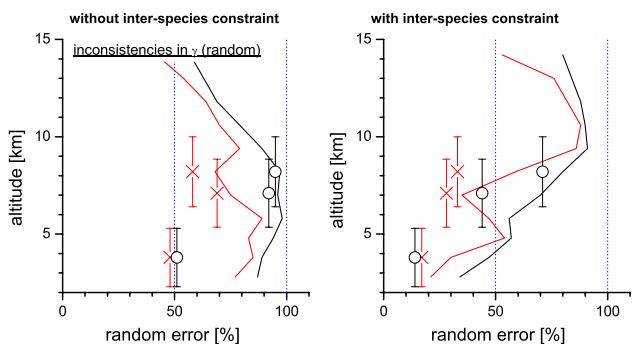 without inter-species constraint
with inter-species constraint
inconsistencies in γ (random)
altitude [km]
15
10
5
0
50
100
random error [%]
altitude [km]
15
10
5
0
50
100
random error [%]